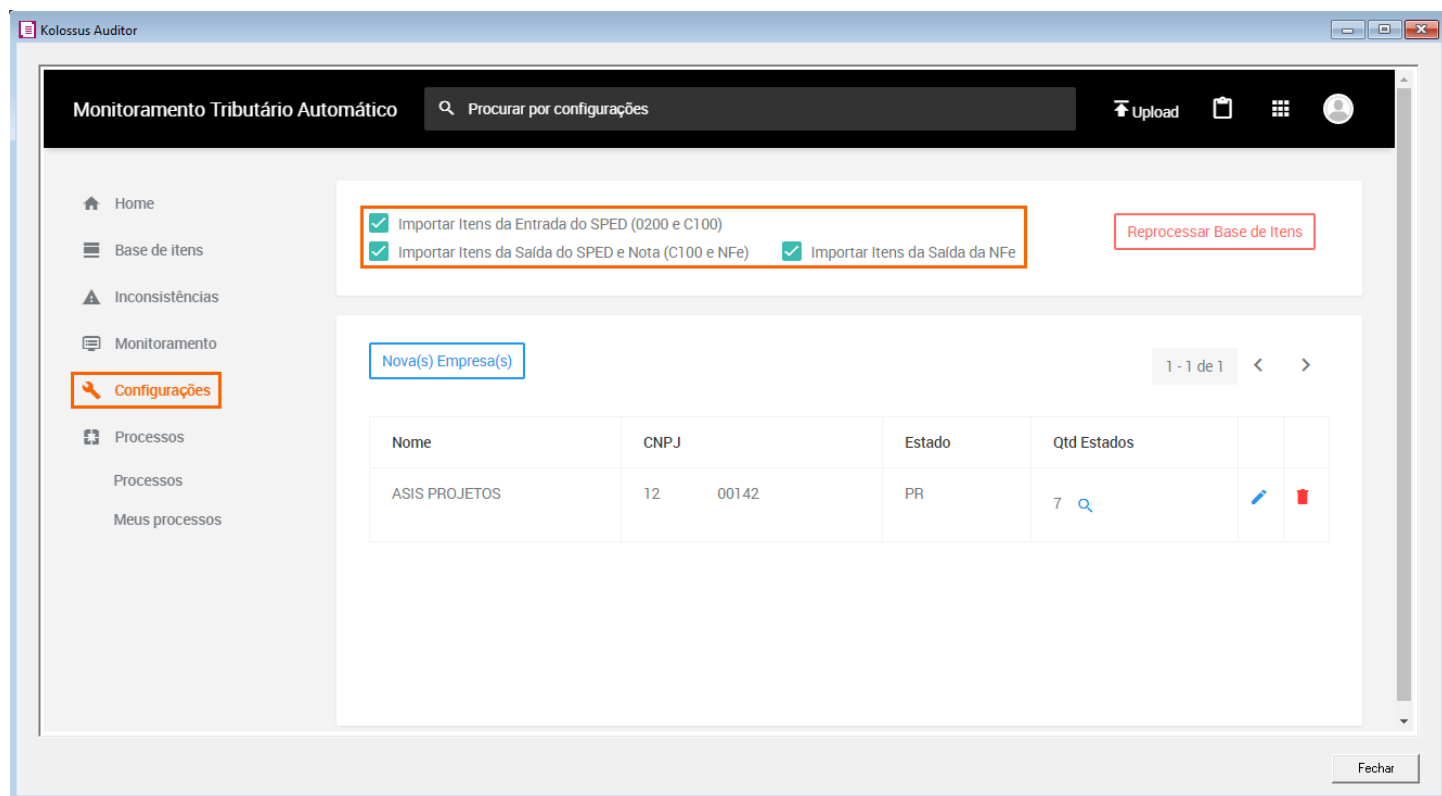 Kolossus Auditor
Monitoramento Tributário Automático
Procurar por configurações
Upload
Home
Base de itens
Inconsistências
Monitoramento
Configurações
Processos
Processos
Meus processos
Importar Itens da Entrada do SPED (0200 e C100)
Importar Itens da Saída do SPED e Nota (C100 e NFe) Importar Itens da Saída da NFe
Reprocessar Base de Itens
Nova(s) Empresa(s)
1 - 1 de 1
Nome CNPJ Estado Qtd Estados
ASIS PROJETOS 12 00142 PR 7
Fechar